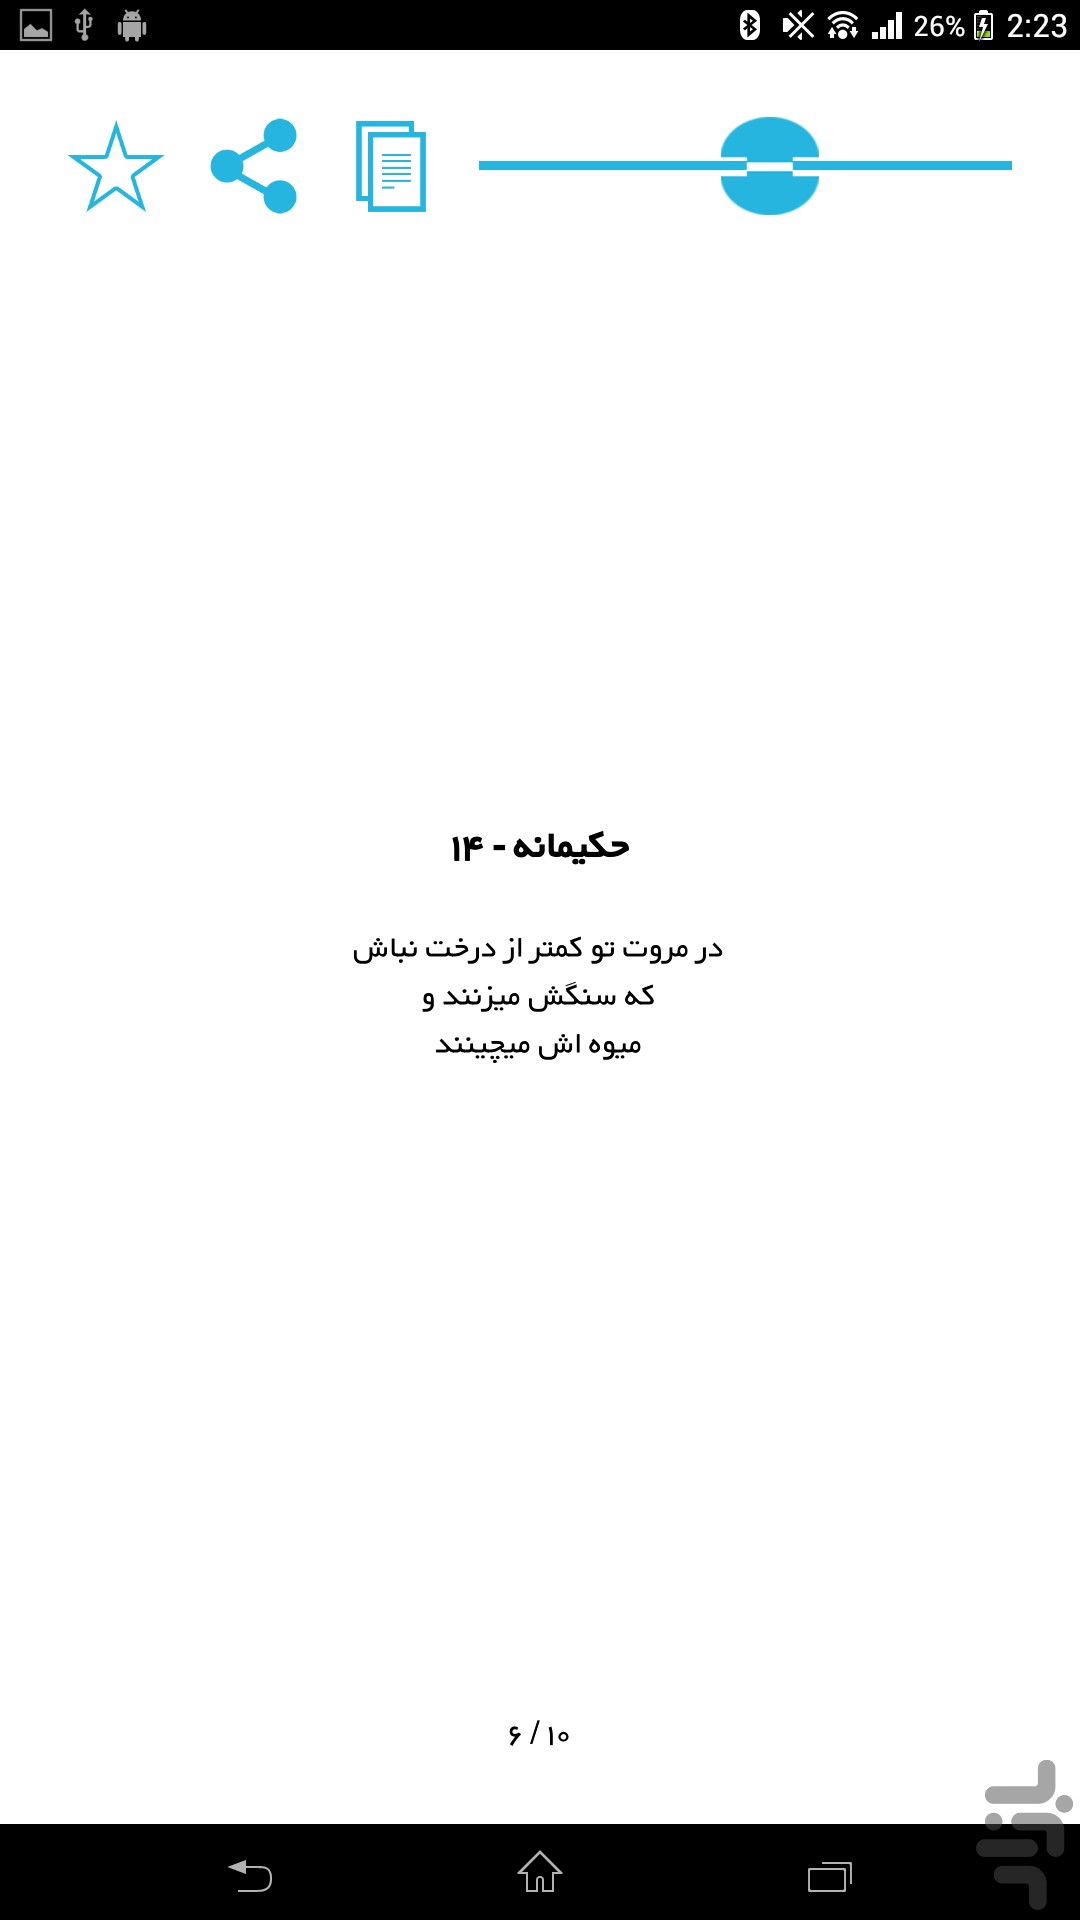 26% 2:23
حکیمانه - ۱۴
در مروت تو کمتر از درخت نباش
که سنگش میزنند و
میوه اش میچینند
۶ / ۱۰